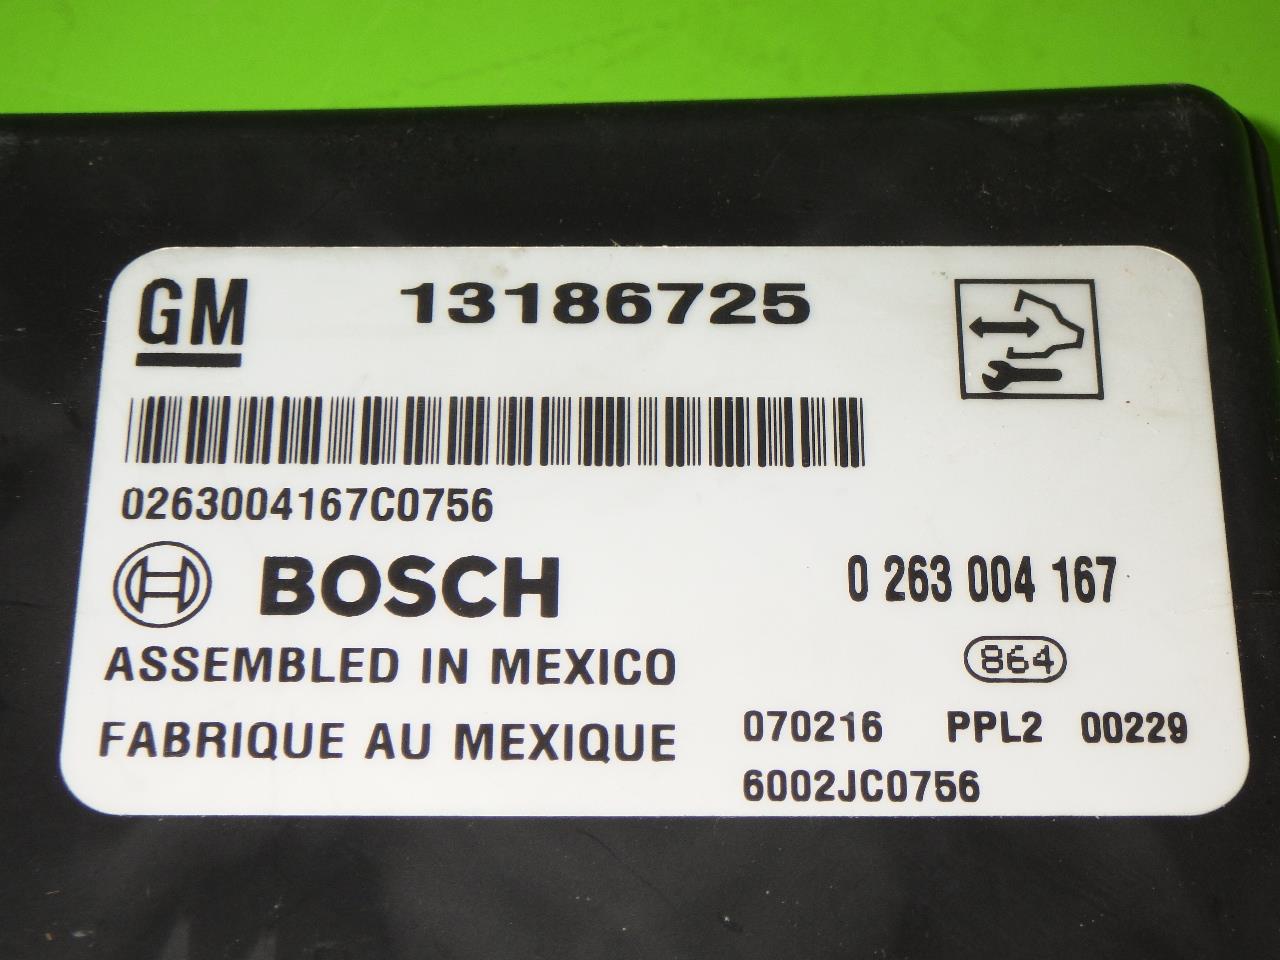 GM 13186725
0263004167C0756
BOSCH 0 263 004 167
ASSEMBLED IN MEXICO 864
FABRIQUE AU MEXIQUE 070216 PPL2 00229
6002JC0756